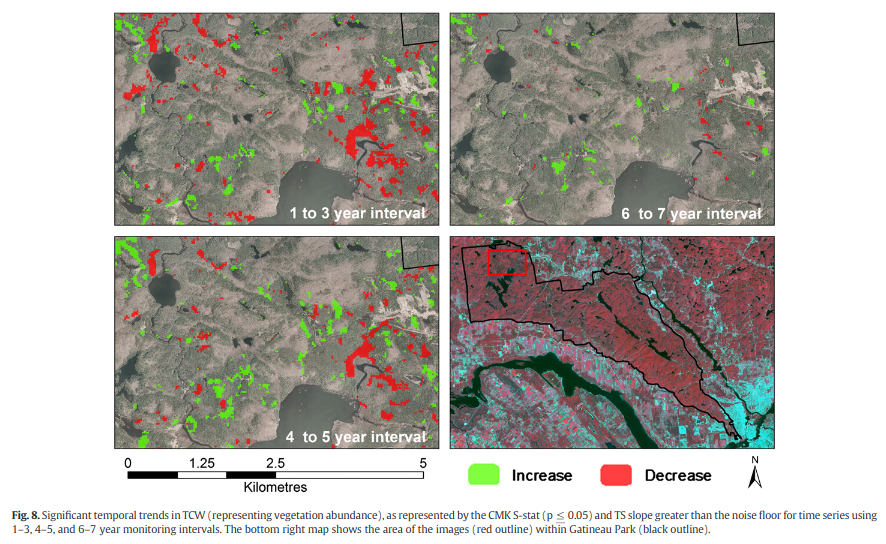 1 to 3 year interval
6 to 7 year interval
4 to 5 year interval
0 1.25 2.5 5
Kilometres
Increase Decrease
N
Fig. 8. Significant temporal trends in TCW (representing vegetation abundance), as represented by the CMK S-stat (p ≦ 0.05) and TS slope greater than the noise floor for time series using
1–3, 4–5, and 6–7 year monitoring intervals. The bottom right map shows the area of the images (red outline) within Gatineau Park (black outline).